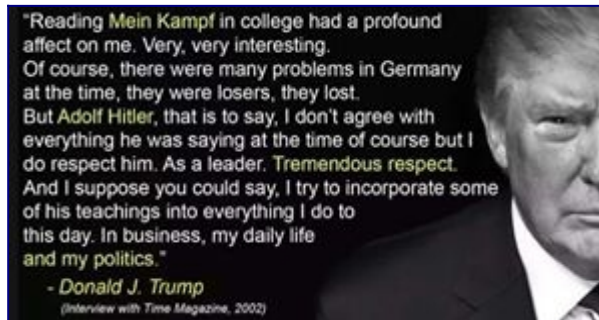 "Reading Mein Kampf in college had a profound
affect on me. Very, very interesting.
Of course, there were many problems in Germany
at the time, they were losers, they lost.
But Adolf Hitler, that is to say, I don't agree with
everything he was saying at the time of course but I
do respect him. As a leader. Tremendous respect.
And I suppose you could say, I try to incorporate some
of his teachings into everything I do to
this day. In business, my daily life
and my politics."
- Donald J. Trump
(Interview with Time Magazine, 2002)